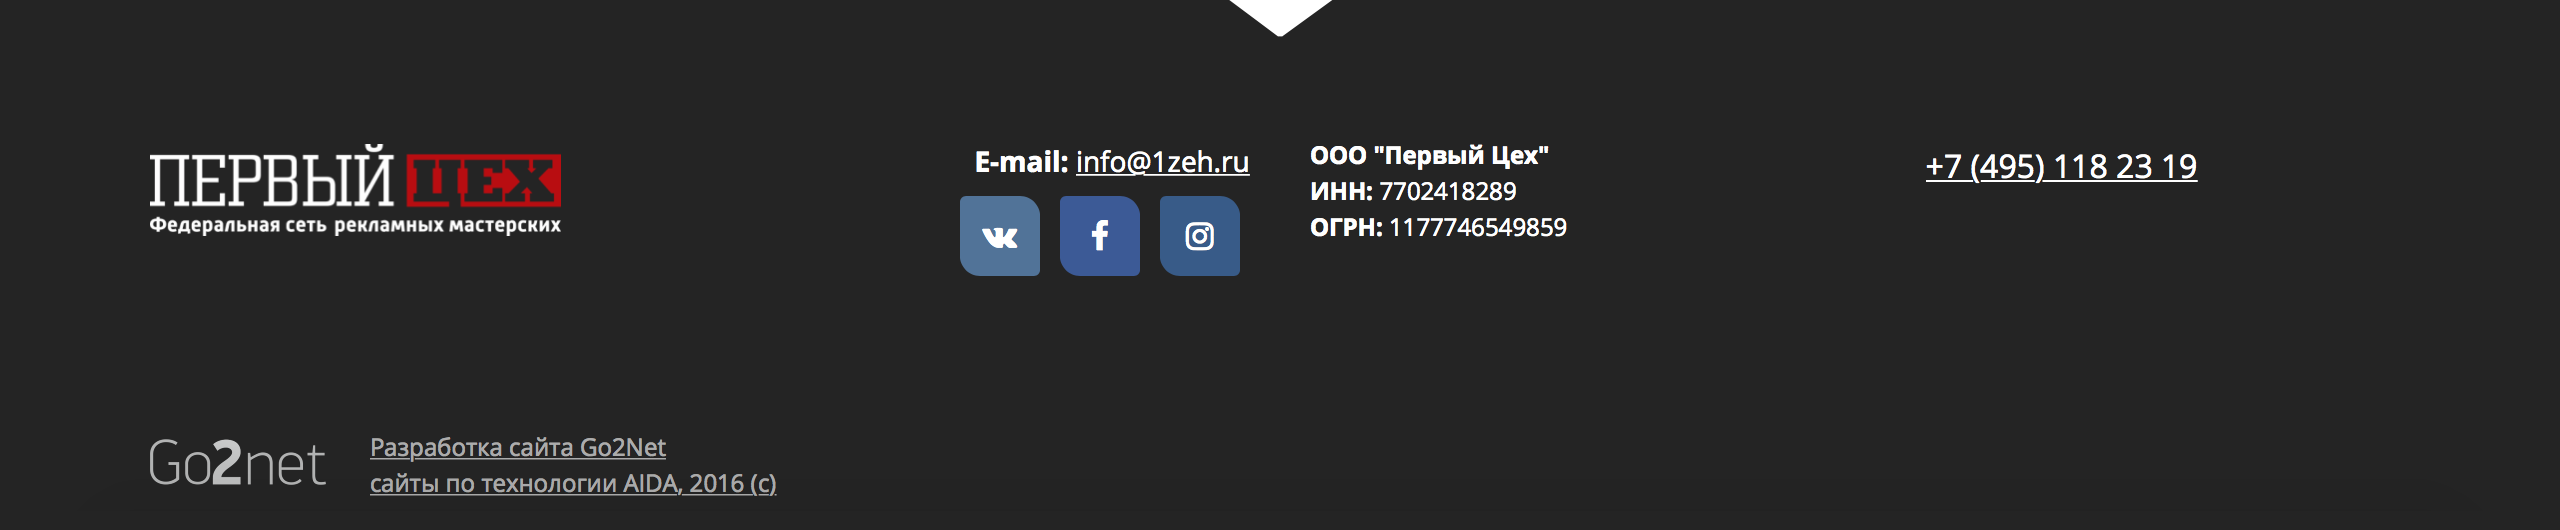 ПЕРВЫЙ ЦЕХ
Федеральная сеть рекламных мастерских
E-mail: info@1zeh.ru
ООО "Первый Цех"
ИНН: 7702418289
ОГРН: 1177746549859
+7 (495) 118 23 19
Go2net
Разработка сайта Go2Net
сайты по технологии AIDA, 2016 (c)